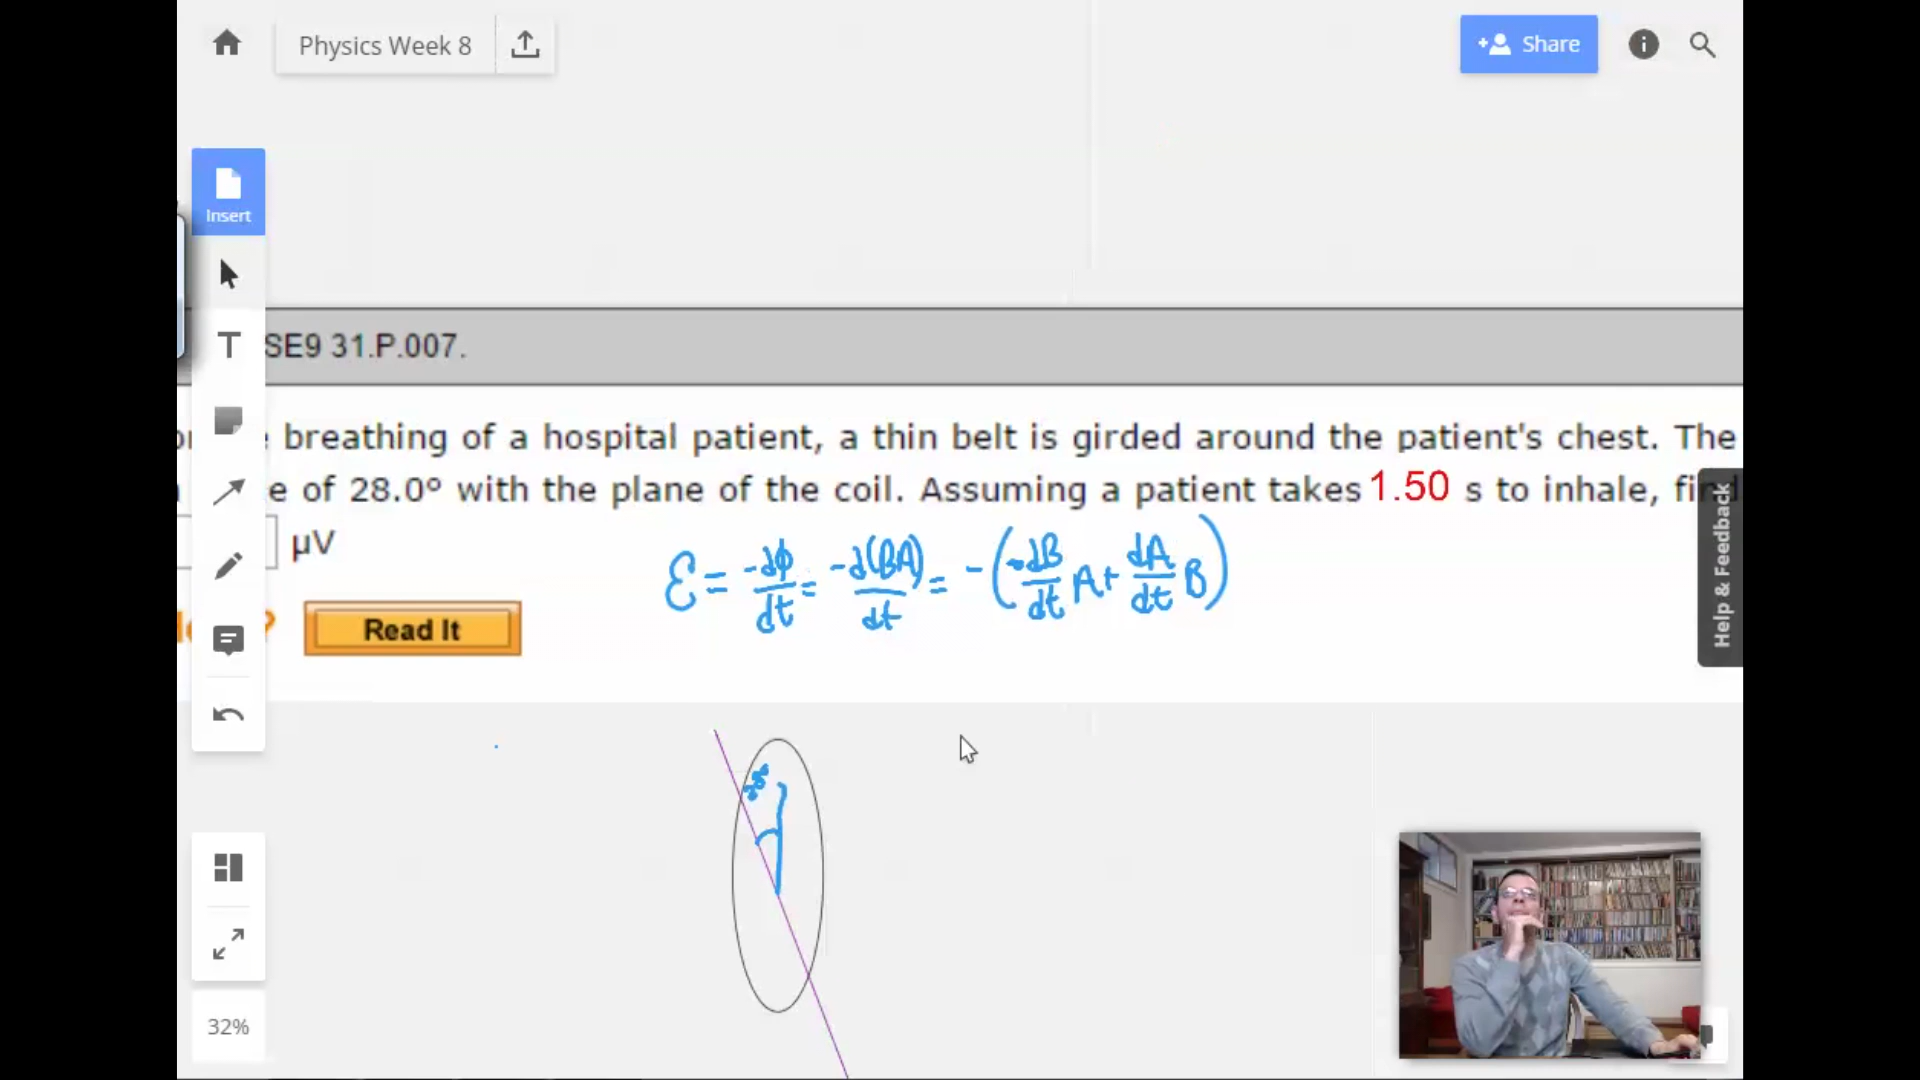 Physics Week 8
Share
Insert
SE9 31.P.007.
breathing of a hospital patient, a thin belt is girded around the patient's chest. The
e of 28.0° with the plane of the coil. Assuming a patient takes 1.50 s to inhale, fin
µV
ℰ = -dϕ/dt = -d(BA)/dt = -(dB/dt A + dA/dt B)
Read It
Help & Feedback
28°
32%